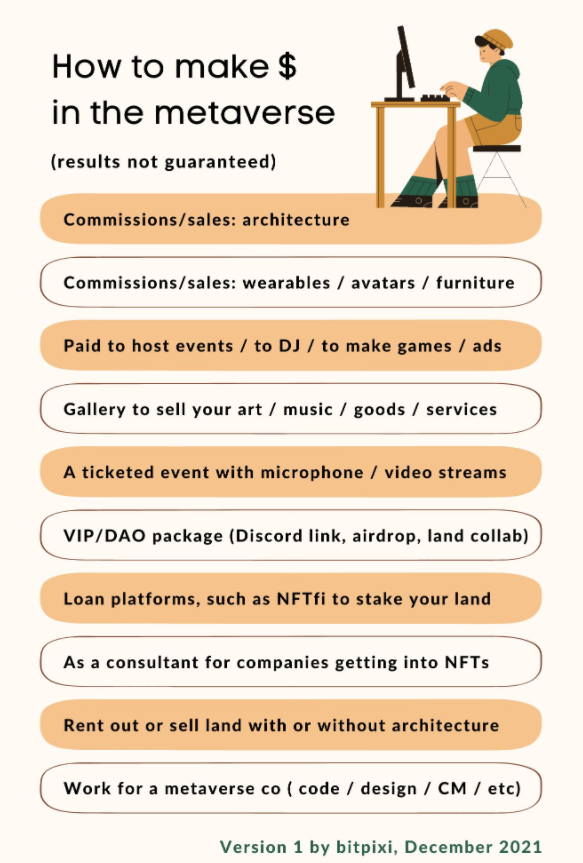 How to make $
in the metaverse
(results not guaranteed)
Commissions/sales: architecture
Commissions/sales: wearables / avatars / furniture
Paid to host events / to DJ / to make games / ads
Gallery to sell your art / music / goods / services
A ticketed event with microphone / video streams
VIP/DAO package (Discord link, airdrop, land collab)
Loan platforms, such as NFTfi to stake your land
As a consultant for companies getting into NFTs
Rent out or sell land with or without architecture
Work for a metaverse co ( code / design / CM / etc)
Version 1 by bitpixi, December 2021